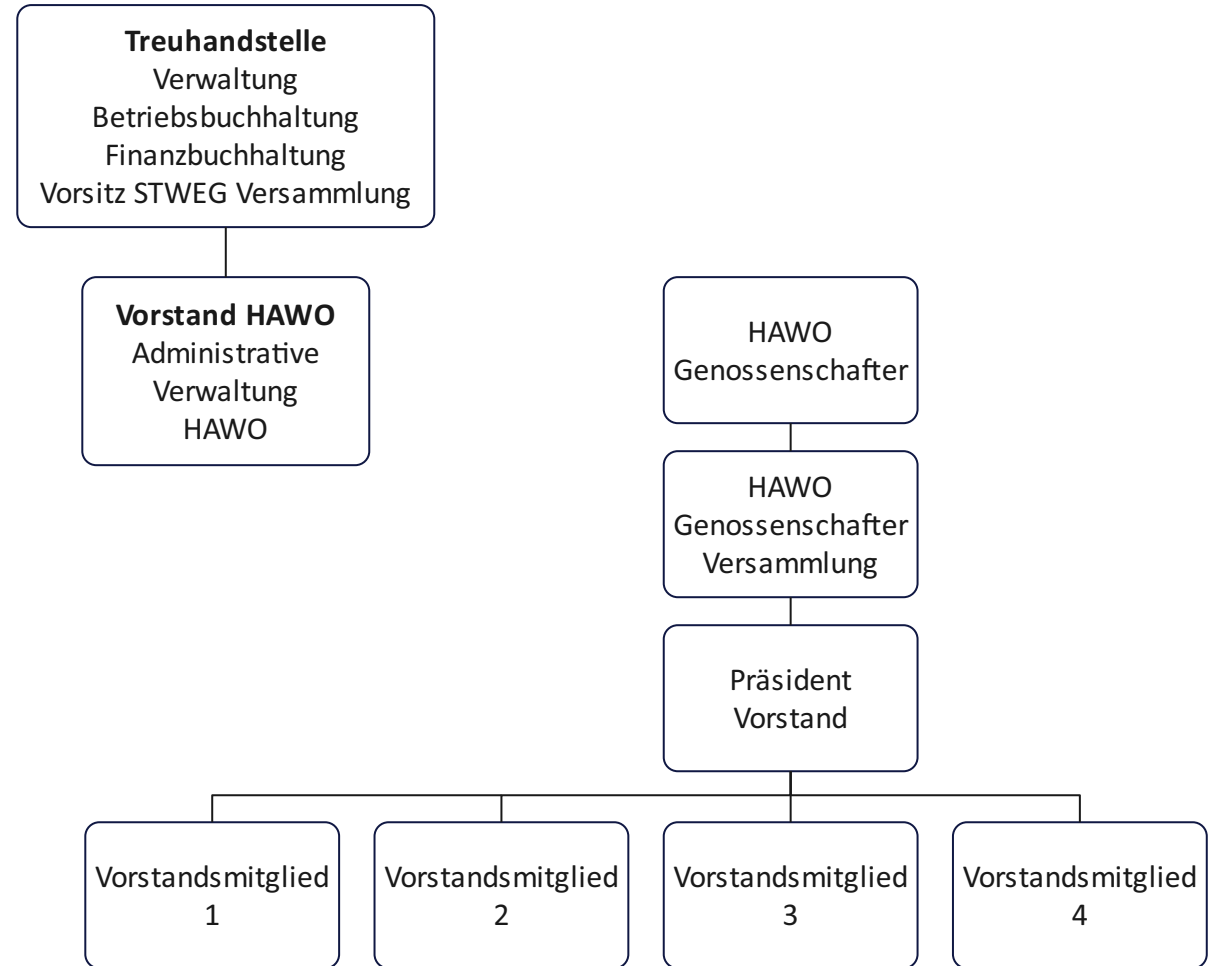 Treuhandstelle
Verwaltung
Betriebsbuchhaltung
Finanzbuchhaltung
Vorsitz STWEG Versammlung
Vorstand HAWO
Administrative
Verwaltung
HAWO
HAWO
Genossenschafter
HAWO
Genossenschafter
Versammlung
Präsident
Vorstand
Vorstandsmitglied
1
Vorstandsmitglied
2
Vorstandsmitglied
3
Vorstandsmitglied
4